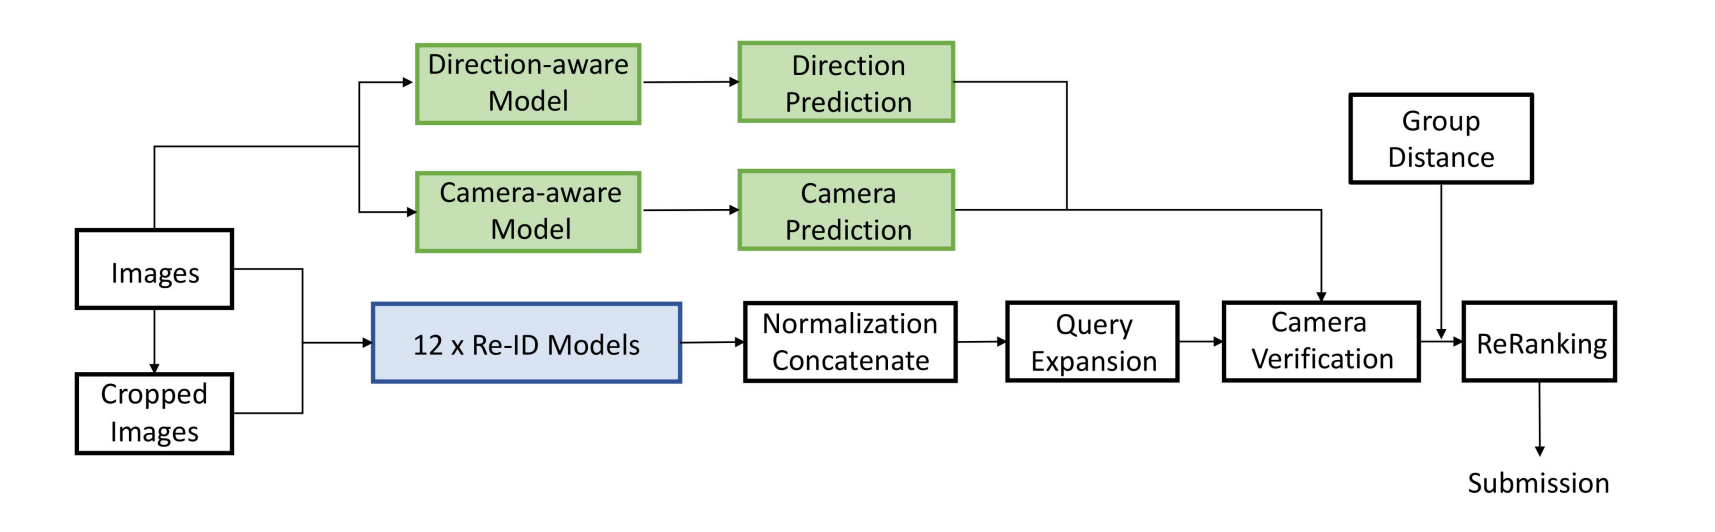 Direction-aware
Model
Direction
Prediction
Group
Distance
Camera-aware
Model
Camera
Prediction
Images
12 x Re-ID Models
Normalization
Concatenate
Query
Expansion
Camera
Verification
ReRanking
Cropped
Images
Submission